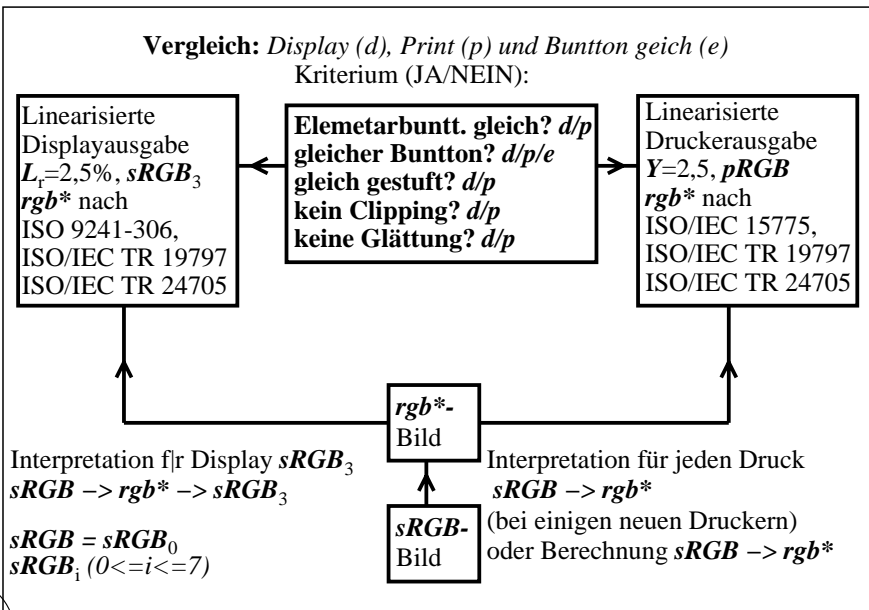 Vergleich: Display (d), Print (p) und Buntton geich (e)
Kriterium (JA/NEIN):
Linearisierte
Displayausgabe
Lr=2,5%, sRGB3
rgb* nach
ISO 9241-306,
ISO/IEC TR 19797
ISO/IEC TR 24705
Elemetarbuntt. gleich? d/p
gleicher Buntton? d/p/e
gleich gestuft? d/p
kein Clipping? d/p
keine Glättung? d/p
Linearisierte
Druckerausgabe
Y=2,5, pRGB
rgb* nach
ISO/IEC 15775,
ISO/IEC TR 19797
ISO/IEC TR 24705
rgb*-
Bild
Interpretation f|r Display sRGB3
sRGB –> rgb* –> sRGB3
sRGB = sRGB0
sRGBi (0<=i<=7)
sRGB-
Bild
Interpretation für jeden Druck
sRGB –> rgb*
(bei einigen neuen Druckern)
oder Berechnung sRGB –> rgb*